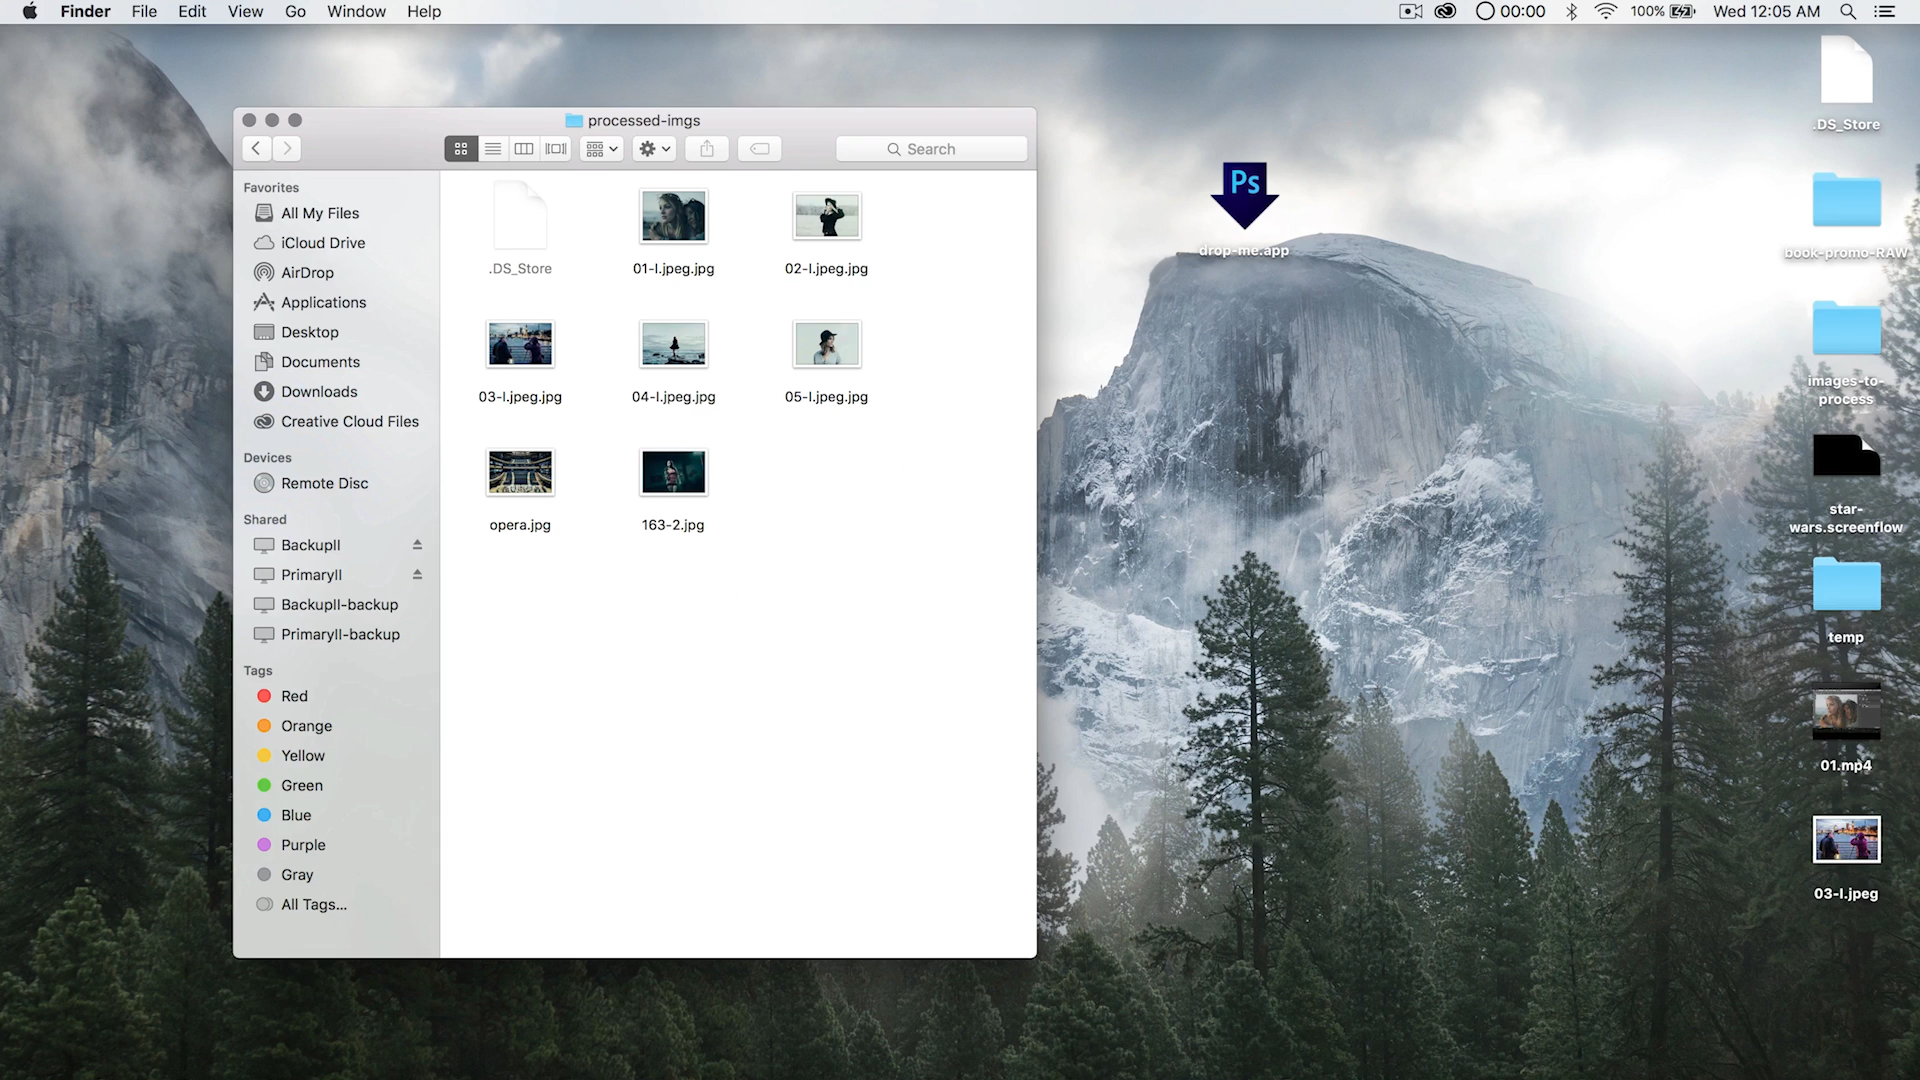 Finder File Edit View Go Window Help
00:00 100% Wed 12:05 AM
processed-imgs
Search
Favorites
All My Files
iCloud Drive
AirDrop
Applications
Desktop
Documents
Downloads
Creative Cloud Files
Devices
Remote Disc
Shared
BackupII
PrimaryII
BackupII-backup
PrimaryII-backup
Tags
Red
Orange
Yellow
Green
Blue
Purple
Gray
All Tags...
.DS_Store
01-l.jpeg.jpg
02-l.jpeg.jpg
03-l.jpeg.jpg
04-l.jpeg.jpg
05-l.jpeg.jpg
opera.jpg
163-2.jpg
Ps
drop-me.app
.DS_Store
book-promo-RAW
images-to-
process
star-
wars.screenflow
temp
01.mp4
03-l.jpeg